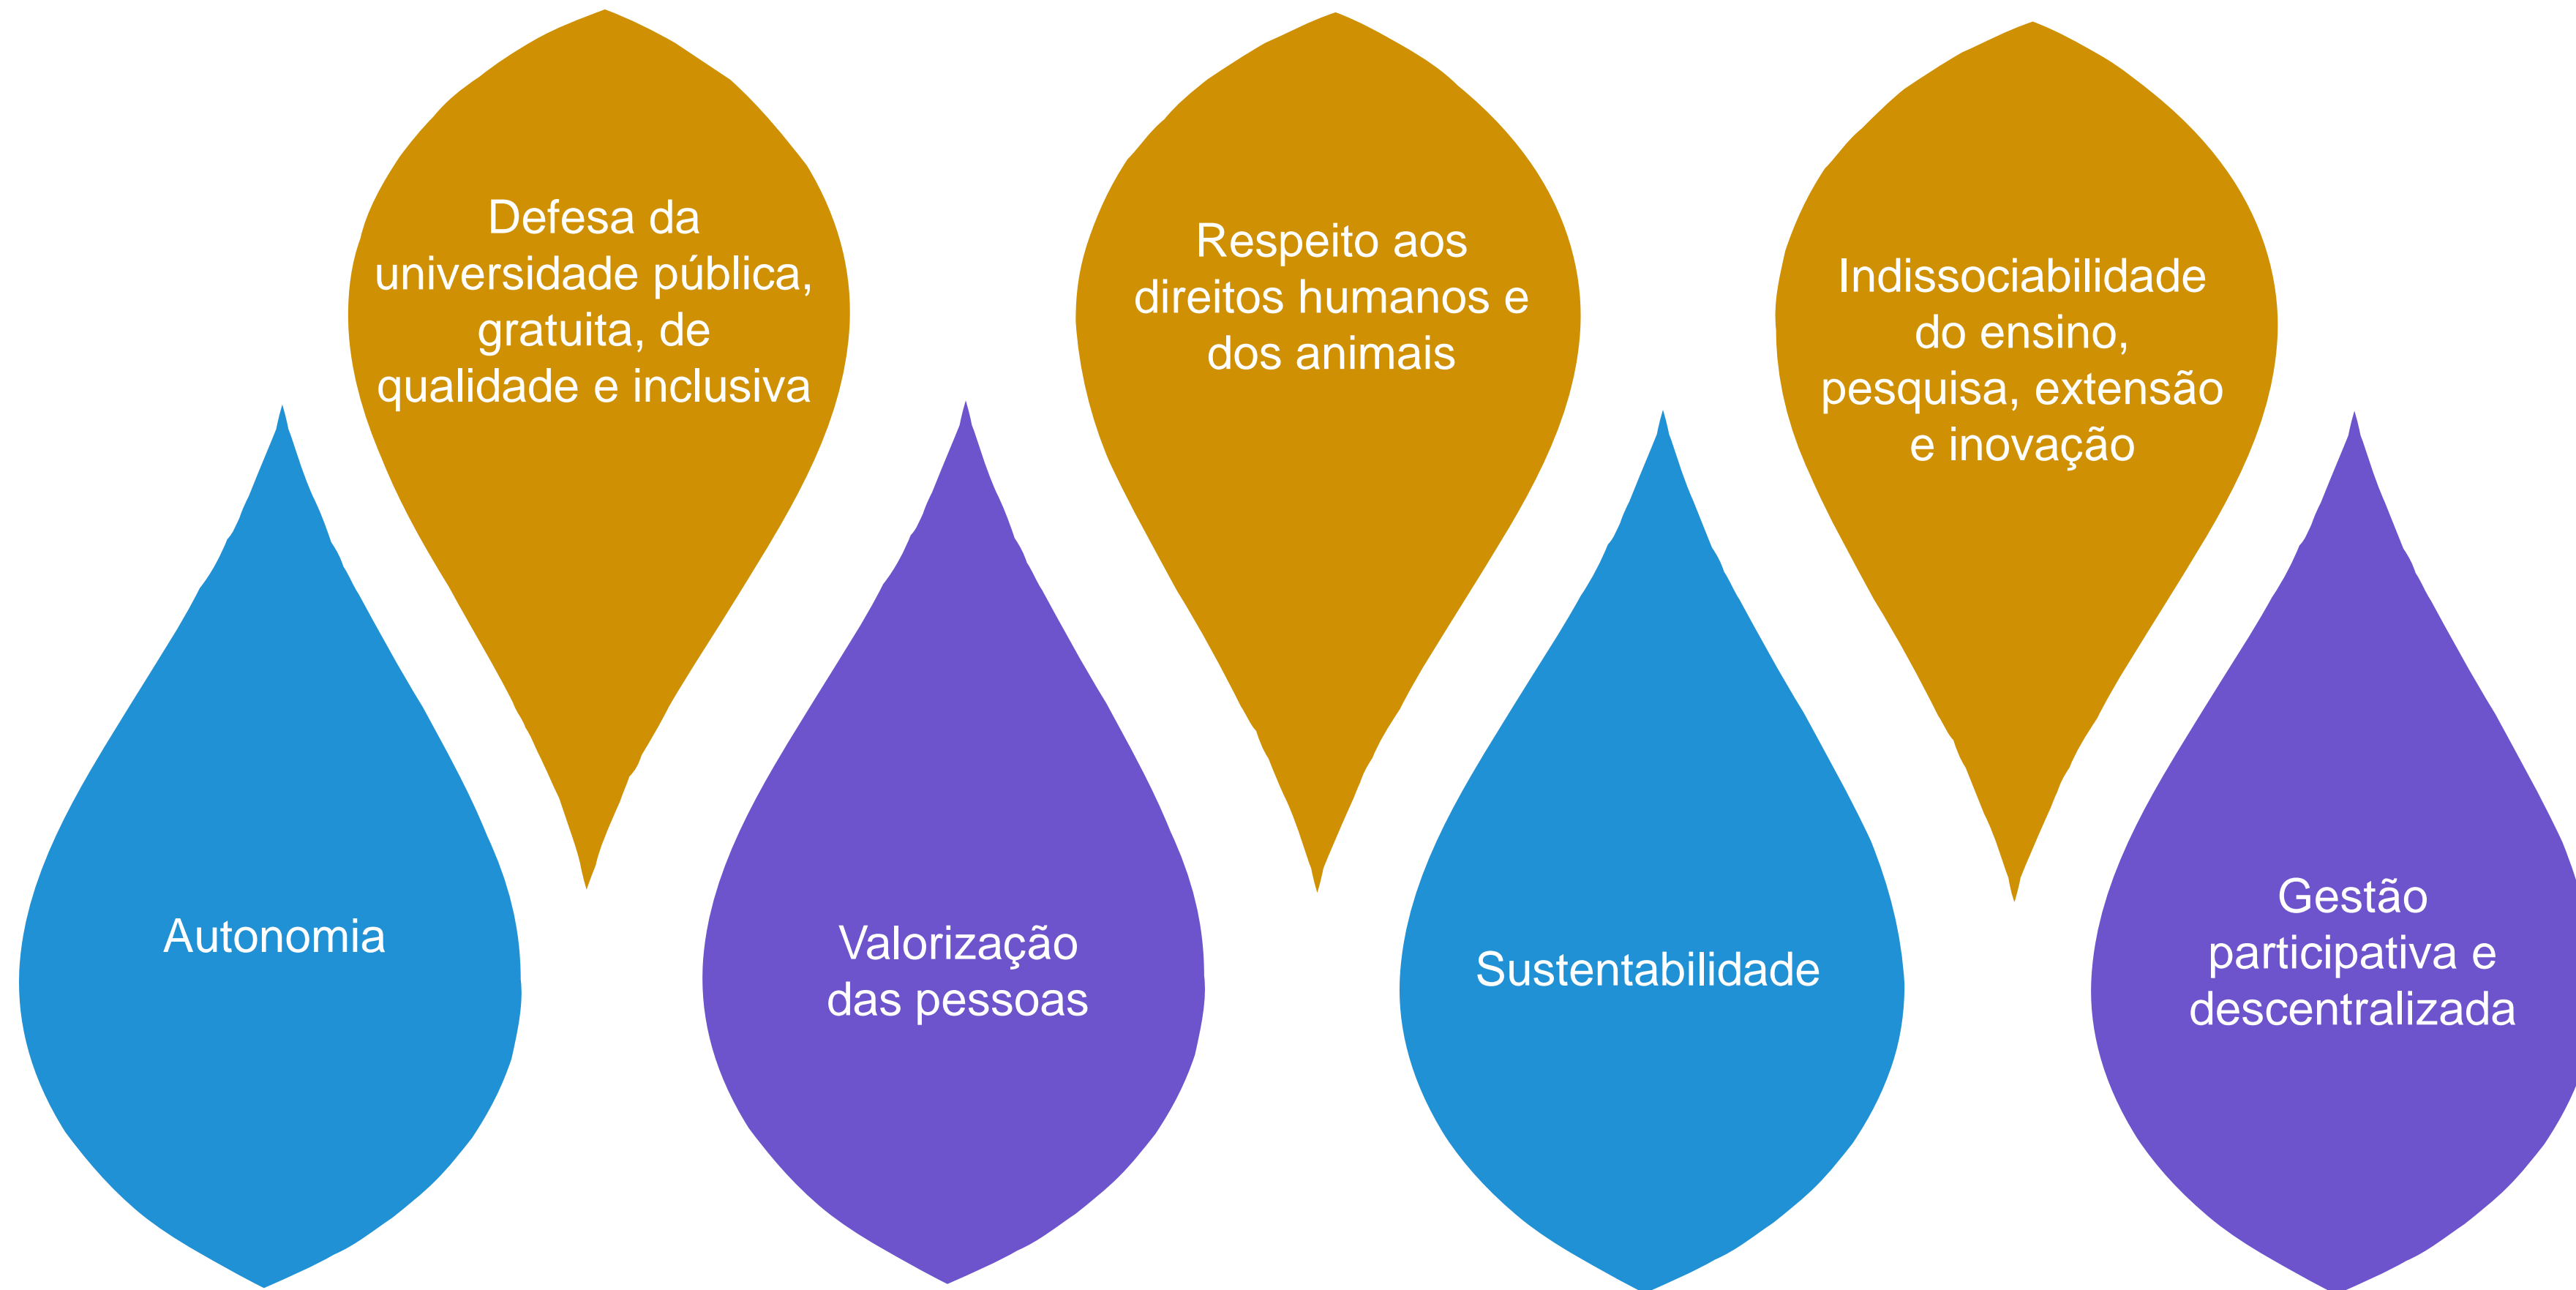 Defesa da
universidade pública,
gratuita, de
qualidade e inclusiva
Respeito aos
direitos humanos e
dos animais
Indissociabilidade
do ensino,
pesquisa, extensão
e inovação
Autonomia
Valorização
das pessoas
Sustentabilidade
Gestão
participativa e
descentralizada